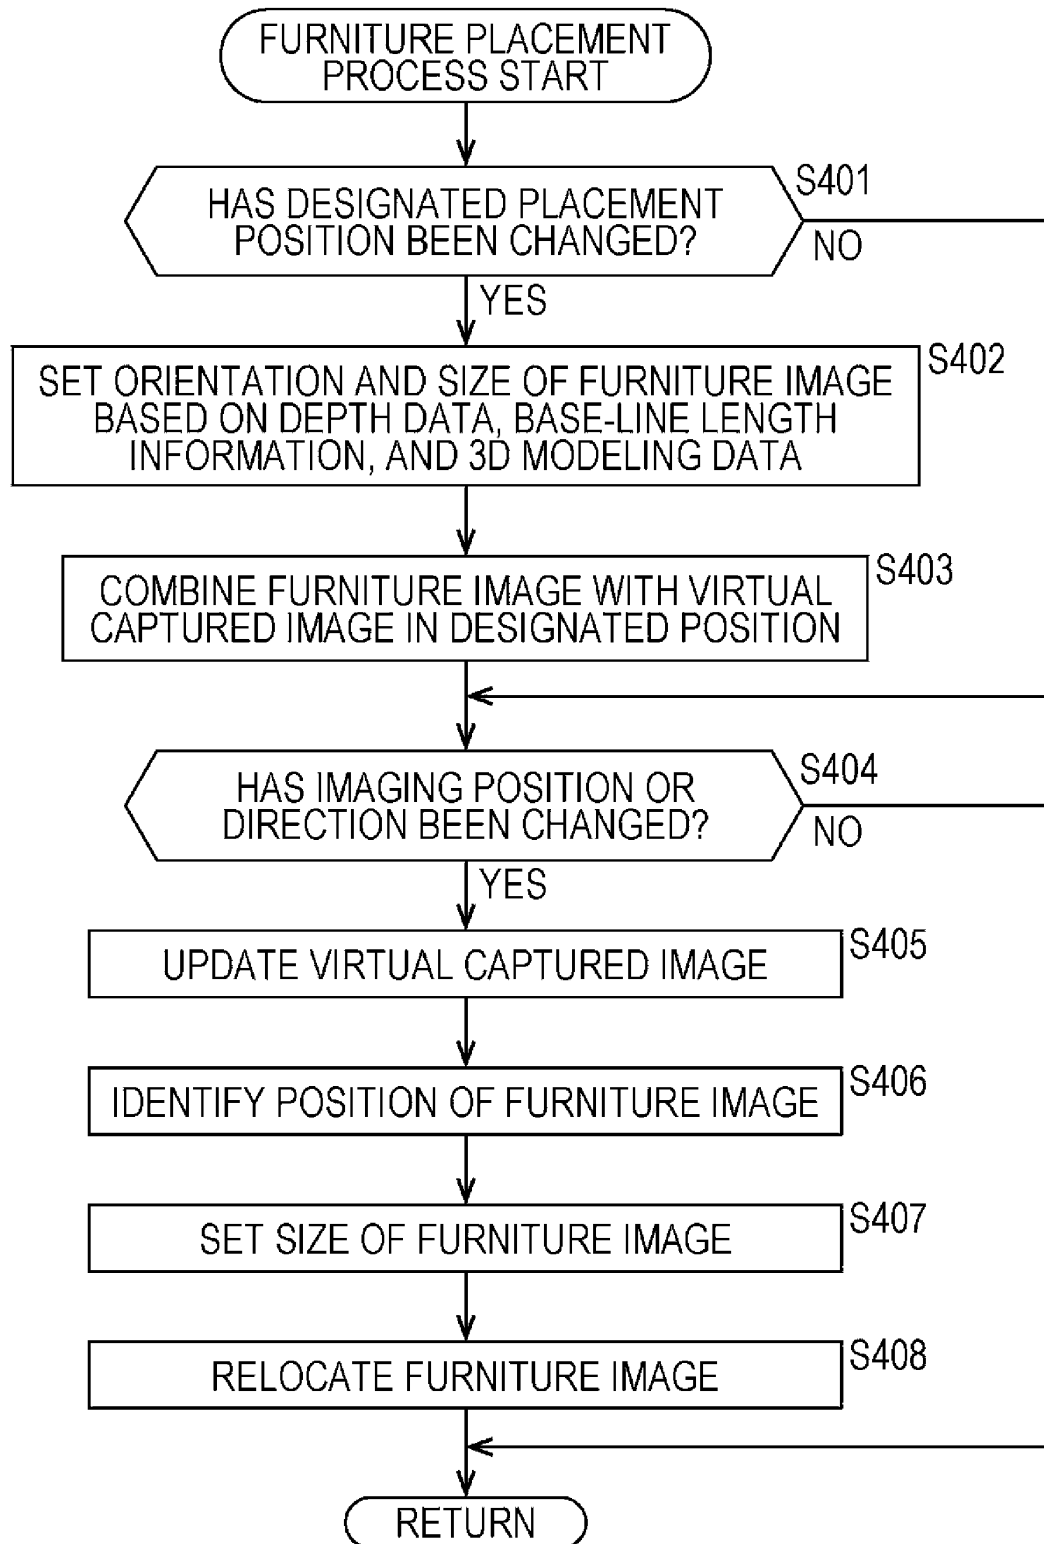 FURNITURE PLACEMENT
PROCESS START
S401
HAS DESIGNATED PLACEMENT
POSITION BEEN CHANGED?
NO
YES
S402
SET ORIENTATION AND SIZE OF FURNITURE IMAGE
BASED ON DEPTH DATA, BASE-LINE LENGTH
INFORMATION, AND 3D MODELING DATA
S403
COMBINE FURNITURE IMAGE WITH VIRTUAL
CAPTURED IMAGE IN DESIGNATED POSITION
S404
HAS IMAGING POSITION OR
DIRECTION BEEN CHANGED?
NO
YES
S405
UPDATE VIRTUAL CAPTURED IMAGE
S406
IDENTIFY POSITION OF FURNITURE IMAGE
S407
SET SIZE OF FURNITURE IMAGE
S408
RELOCATE FURNITURE IMAGE
RETURN